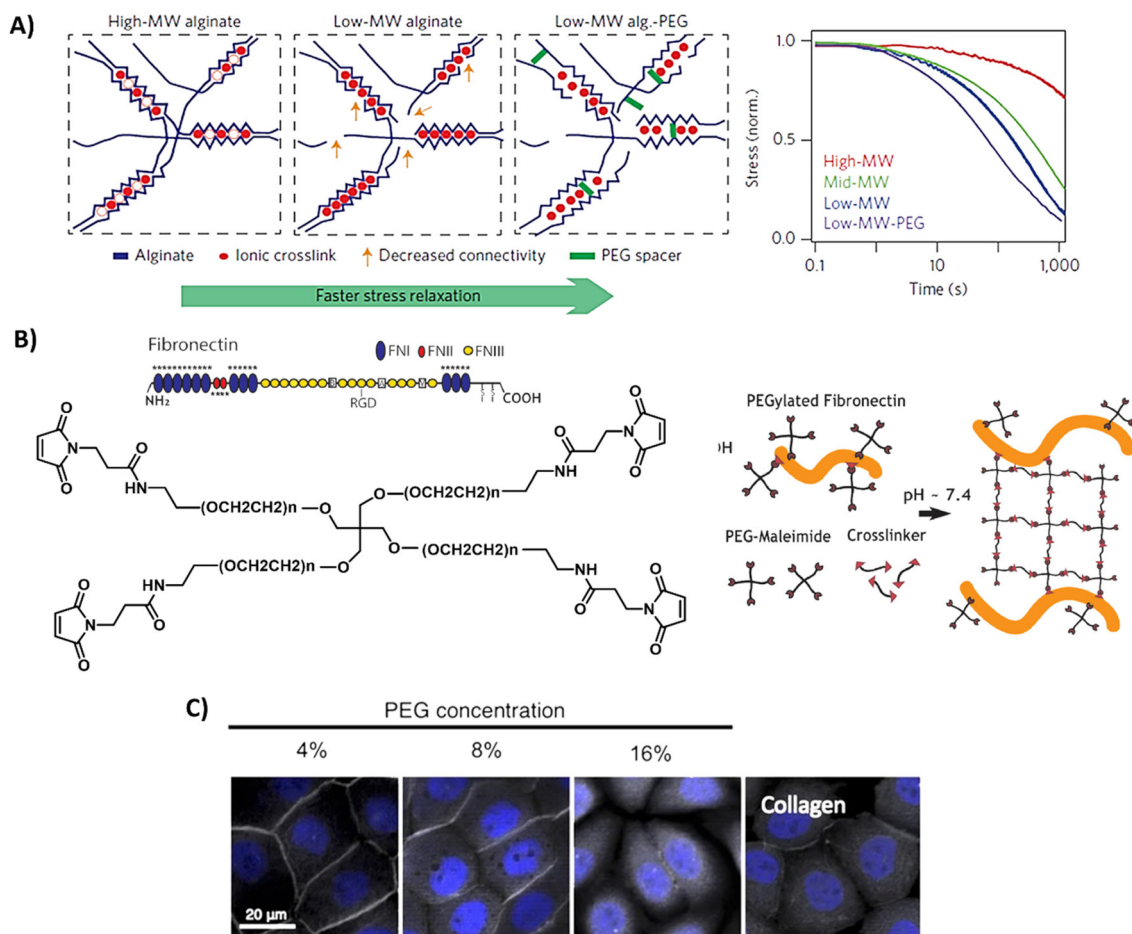 A)
High-MW alginate
Low-MW alginate
Low-MW alg.-PEG
Alginate
Ionic crosslink
Decreased connectivity
PEG spacer
Faster stress relaxation
Stress (norm.)
1.0
0.5
0.0
High-MW
Mid-MW
Low-MW
Low-MW-PEG
0.1
10
1,000
Time (s)
B)
Fibronectin
FNI
FNII
FNIII
NH₂
RGD
COOH
O
N
O
O
NH
(OCH2CH2)n
O
O
(OCH2CH2)n
NH
O
O
N
O
O
N
O
O
NH
(OCH2CH2)n
O
O
(OCH2CH2)n
NH
O
O
N
O
PEGylated Fibronectin
PEG-Maleimide
Crosslinker
pH ~ 7.4
C)
PEG concentration
4%
8%
16%
Collagen
20 µm